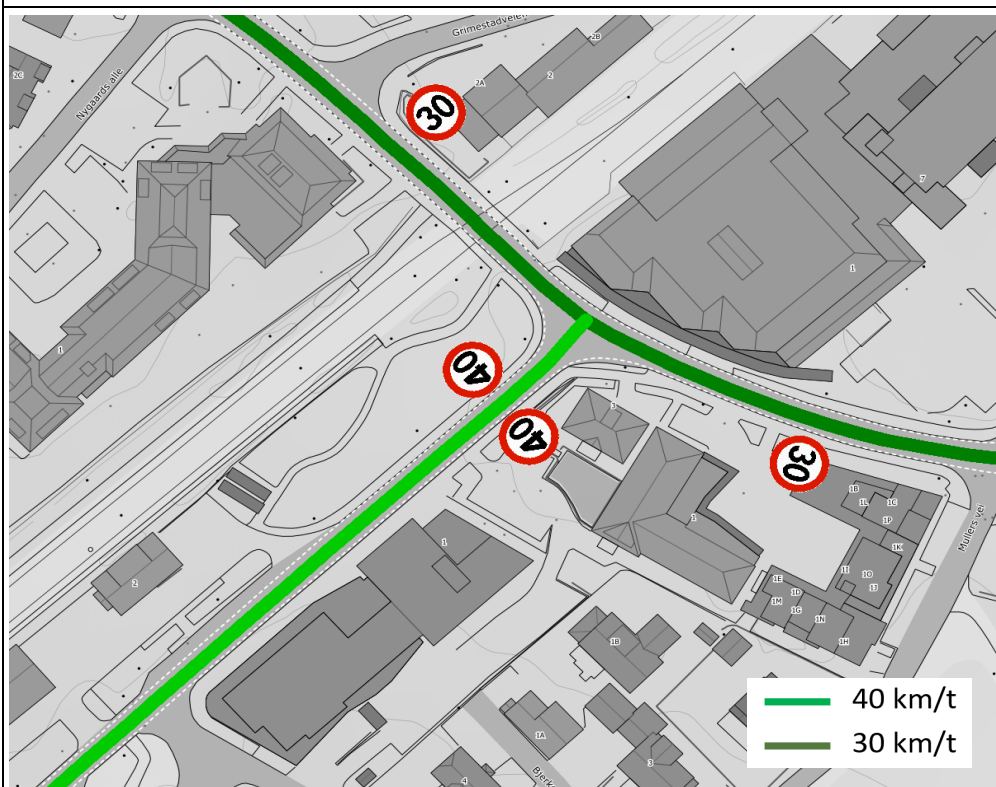 Grimestadveien
2B
2C
2A
2
Nygaards alle
30
7
1
1
40
3
40
30
1B
1L
1C
1P
1
1K
1
1I
1O
1J
1E
1D
1M
1G
1N
1H
2
1B
Mullers vei
1A
3
4
Bjerk
40 km/t
30 km/t